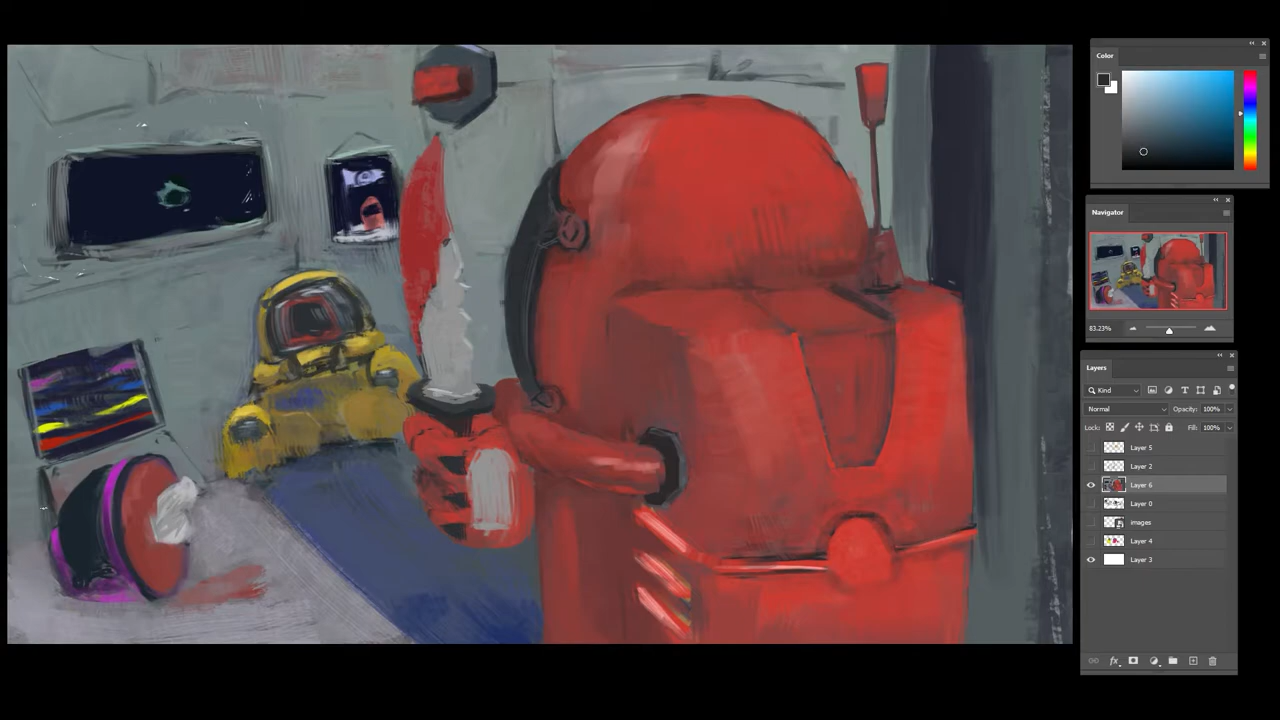 Color
Navigator
83.23%
Layers
Kind
Normal
Opacity: 100%
Lock:
Fill: 100%
Layer 5
Layer 2
Layer 6
Layer 0
images
Layer 4
Layer 3
fx